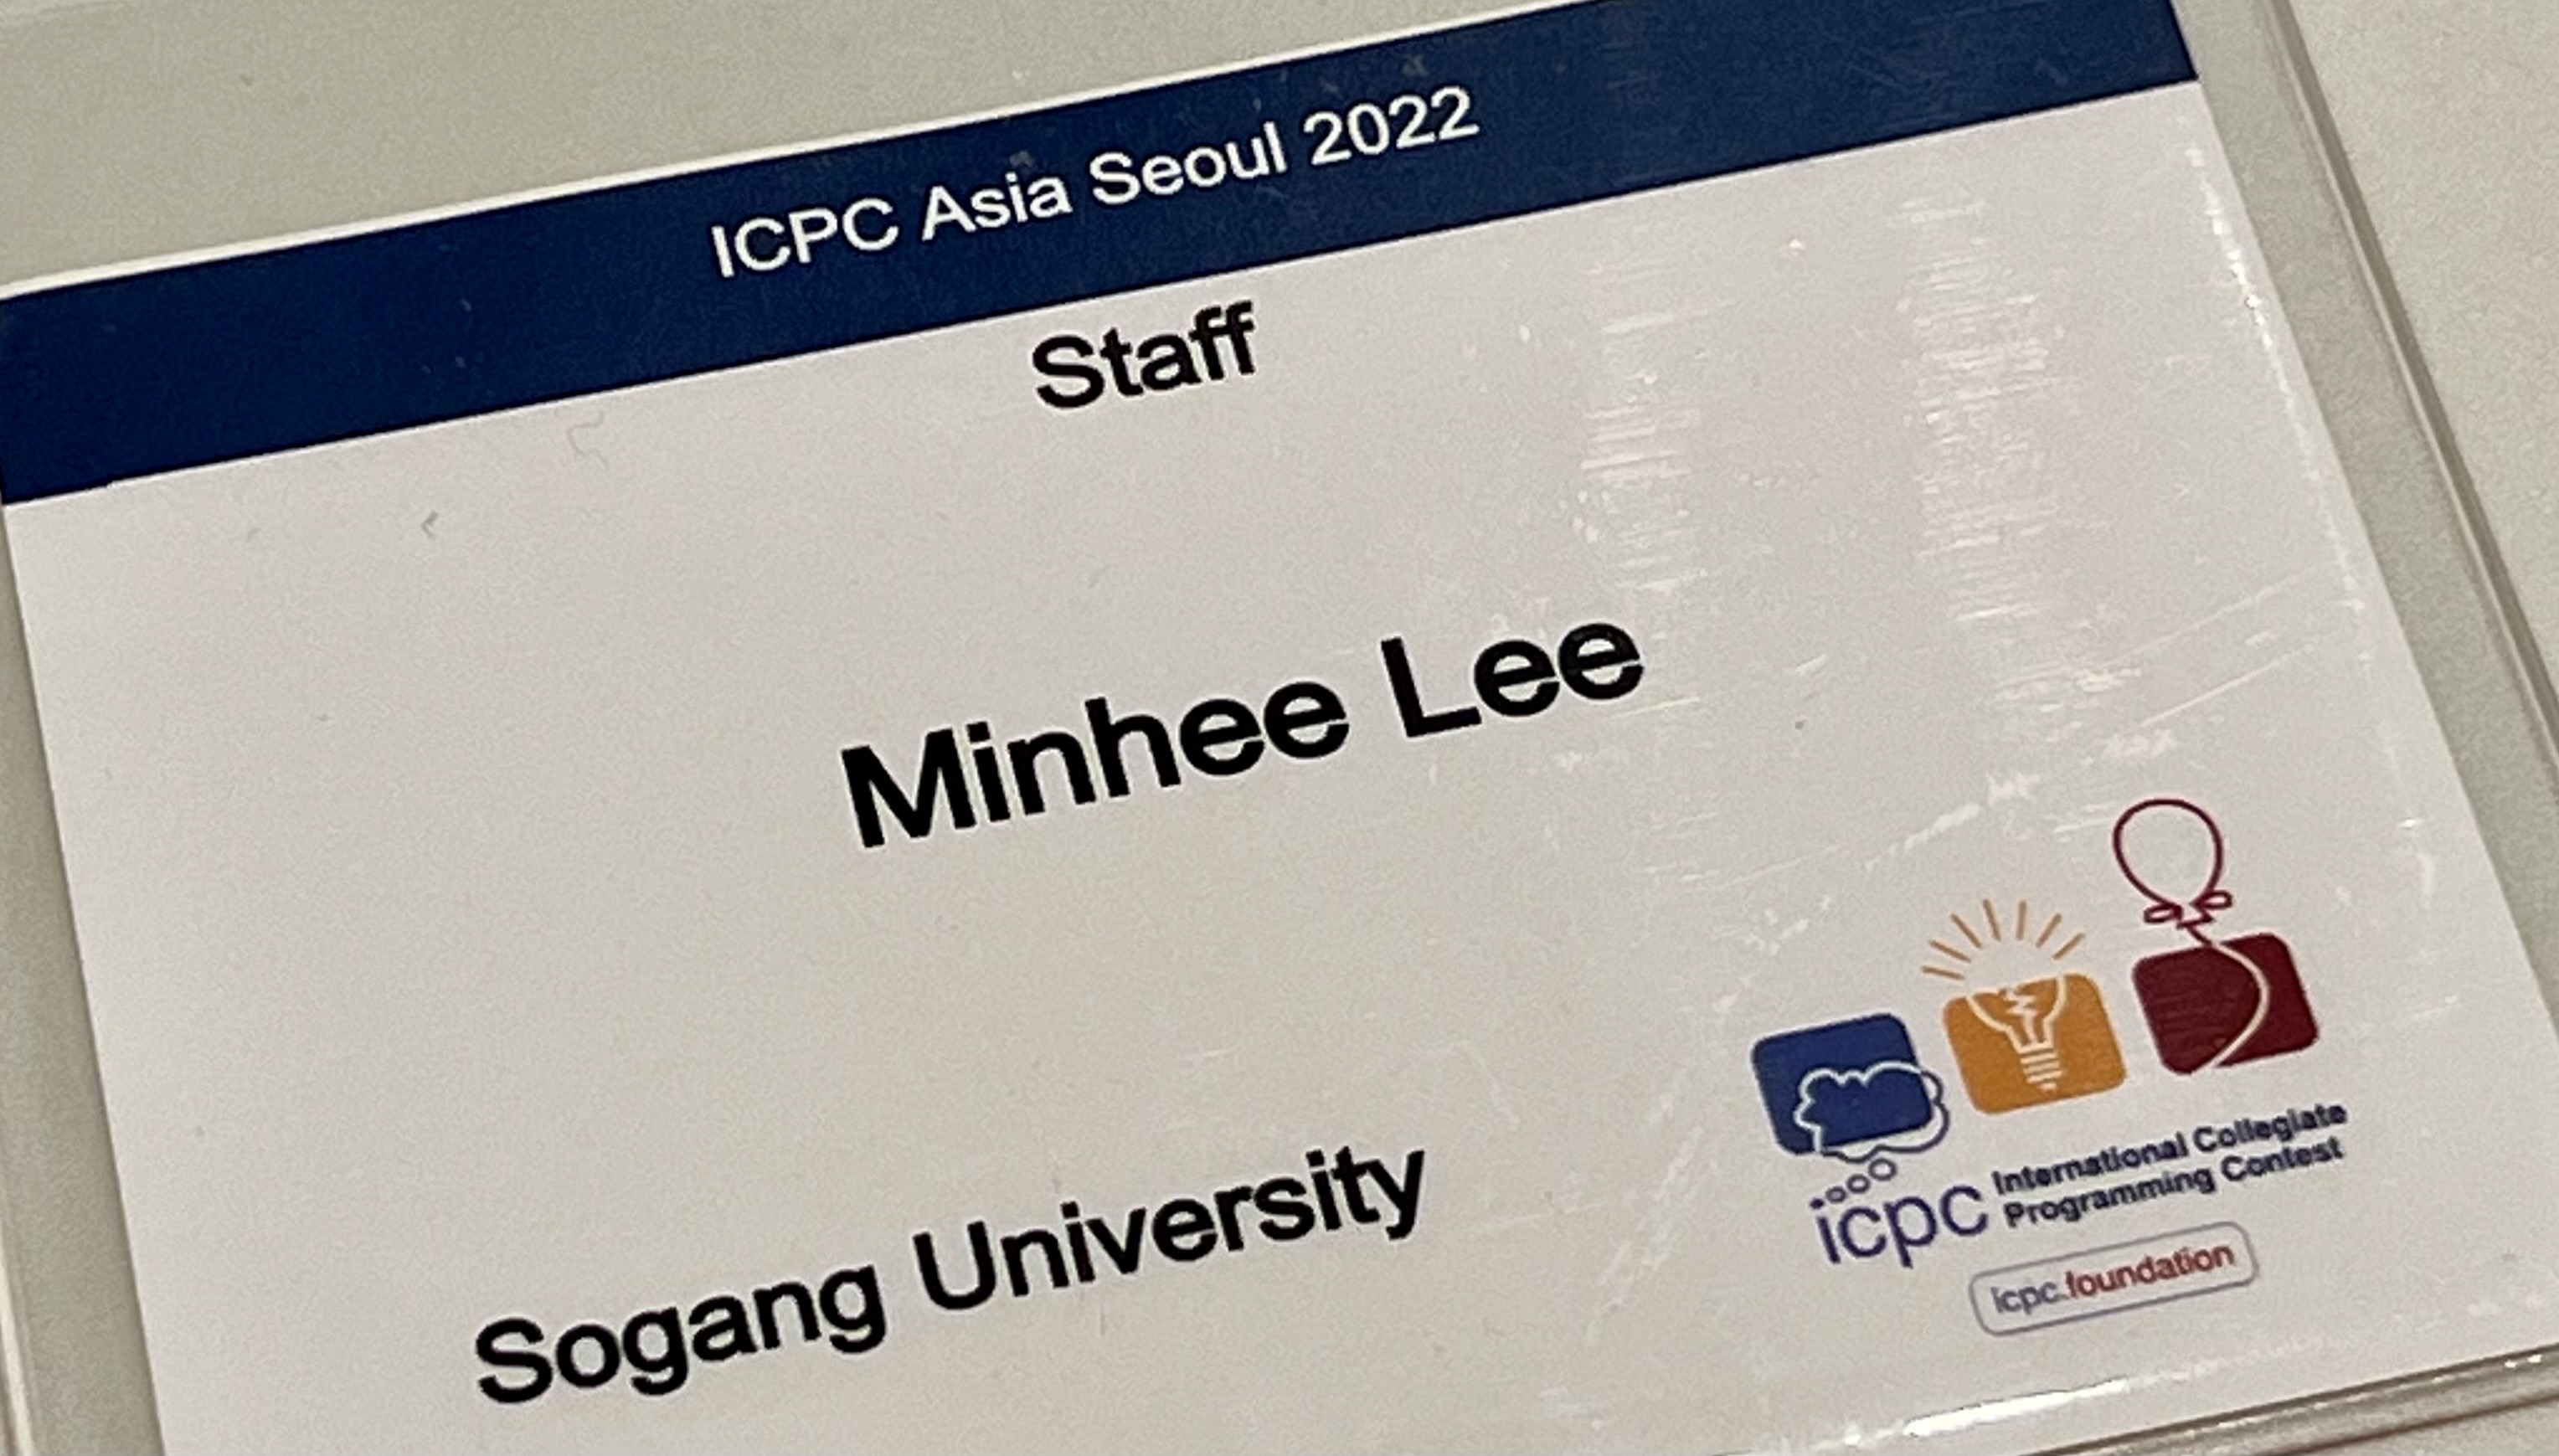 ICPC Asia Seoul 2022
Staff
Minhee Lee
Sogang University
icpc International Collegiate
Programming Contest
icpc.foundation